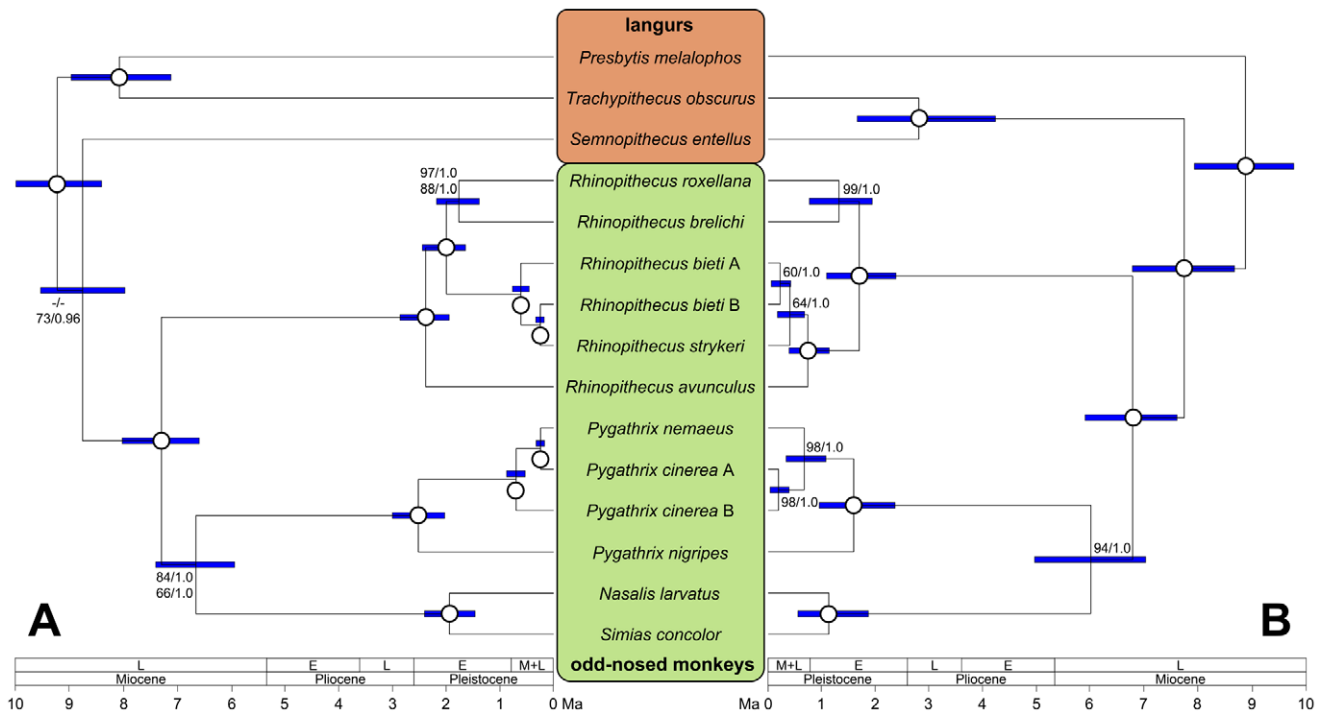 langurs
Presbytis melalophos
Trachypithecus obscurus
Semnopithecus entellus
97/1.0
88/1.0
Rhinopithecus roxellana
99/1.0
Rhinopithecus brelichi
Rhinopithecus bieti A
60/1.0
-/-
73/0.96
Rhinopithecus bieti B
64/1.0
Rhinopithecus strykeri
Rhinopithecus avunculus
Pygathrix nemaeus
98/1.0
Pygathrix cinerea A
98/1.0
Pygathrix cinerea B
Pygathrix nigripes
94/1.0
84/1.0
66/1.0
Nasalis larvatus
A
B
Simias concolor
odd-nosed monkeys
L E L E M+L
M+L E L E L
Miocene Pliocene Pleistocene
Pleistocene Pliocene Miocene
10 9 8 7 6 5 4 3 2 1 0 Ma
Ma 0 1 2 3 4 5 6 7 8 9 10